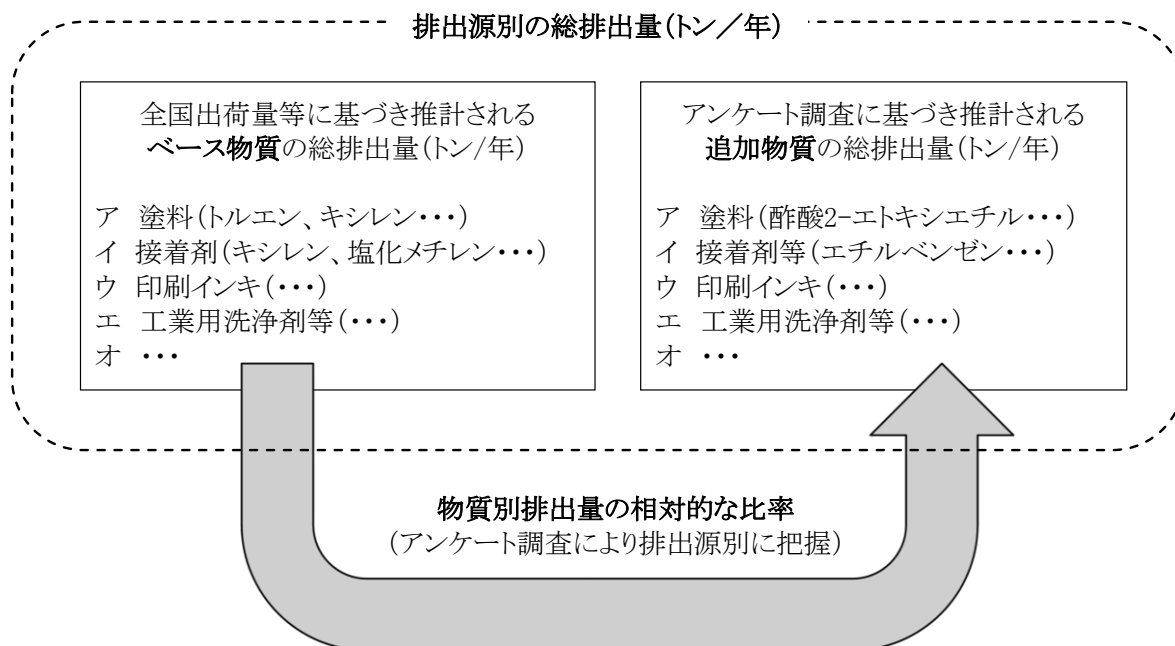 排出源別の総排出量(トン／年)
全国出荷量等に基づき推計される
ベース物質の総排出量(トン/年)
ア 塗料(トルエン、キシレン・・・)
イ 接着剤(キシレン、塩化メチレン・・・)
ウ 印刷インキ(・・・)
エ 工業用洗浄剤等(・・・)
オ ・・・
アンケート調査に基づき推計される
追加物質の総排出量(トン/年)
ア 塗料(酢酸2-エトキシエチル・・・)
イ 接着剤等(エチルベンゼン・・・)
ウ 印刷インキ(・・・)
エ 工業用洗浄剤等(・・・)
オ ・・・
物質別排出量の相対的な比率
(アンケート調査により排出源別に把握)